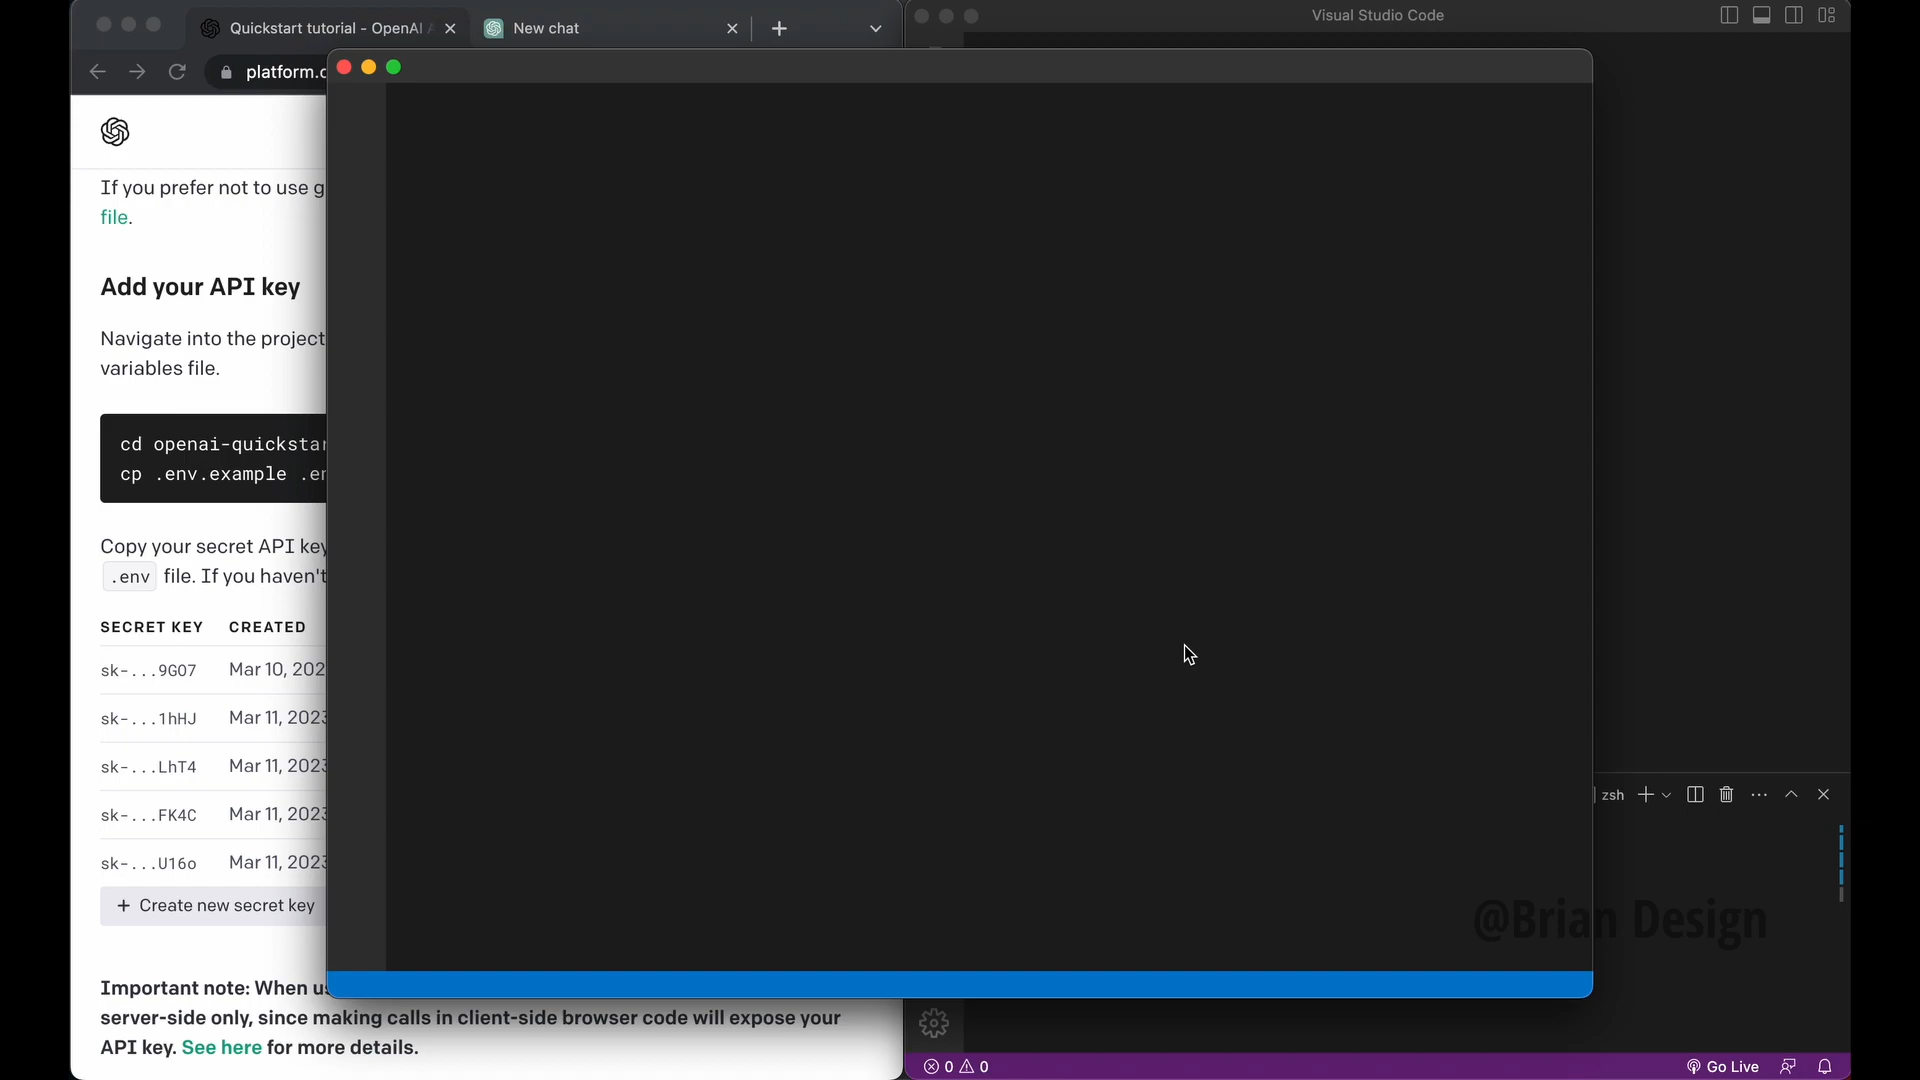 Quickstart tutorial - OpenAI A
New chat
Visual Studio Code
platform.o
If you prefer not to use g
file.
Add your API key
Navigate into the project
variables file.
cd openai-quickstar
cp .env.example .en
Copy your secret API key
.env file. If you haven't
SECRET KEY CREATED
sk-...9GO7 Mar 10, 202
sk-...1hHJ Mar 11, 2023
sk-...LhT4 Mar 11, 2023
sk-...FK4C Mar 11, 2023
sk-...U16o Mar 11, 2023
+ Create new secret key
Important note: When us
server-side only, since making calls in client-side browser code will expose your
API key. See here for more details.
zsh
@Brian Design
0 0
Go Live